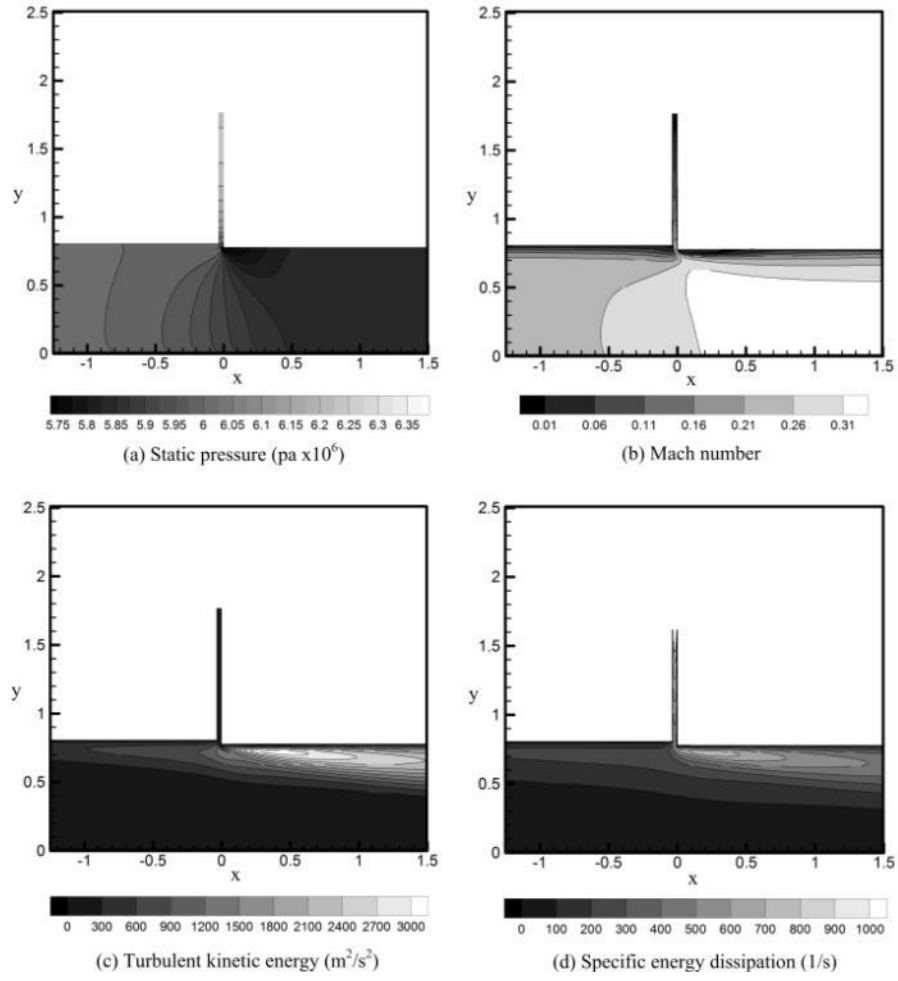 2.5
2
1.5
y
1
0.5
0
-1 -0.5 0 0.5 1 1.5
x
5.75 5.8 5.85 5.9 5.95 6 6.05 6.1 6.15 6.2 6.25 6.3 6.35
(a) Static pressure (pa x10⁶)
2.5
2
1.5
y
1
0.5
0
-1 -0.5 0 0.5 1 1.5
x
0.01 0.06 0.11 0.16 0.21 0.26 0.31
(b) Mach number
2.5
2
1.5
y
1
0.5
0
-1 -0.5 0 0.5 1 1.5
x
0 300 600 900 1200 1500 1800 2100 2400 2700 3000
(c) Turbulent kinetic energy (m²/s²)
2.5
2
1.5
y
1
0.5
0
-1 -0.5 0 0.5 1 1.5
x
0 100 200 300 400 500 600 700 800 900 1000
(d) Specific energy dissipation (1/s)